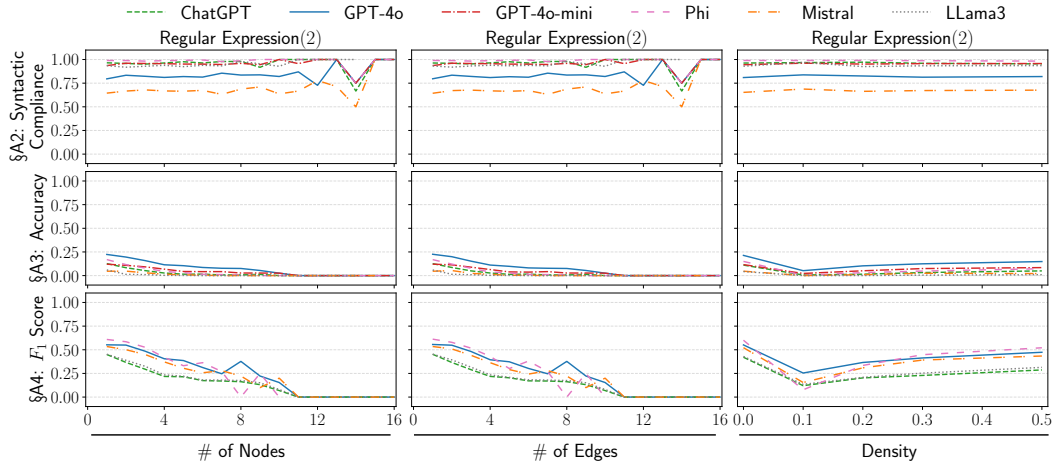 ChatGPT GPT-4o GPT-4o-mini Phi Mistral LLama3
Regular Expression(2) Regular Expression(2) Regular Expression(2)
§A2: Syntactic
Compliance
1.00
0.75
0.50
0.25
0.00
§A3: Accuracy
1.00
0.75
0.50
0.25
0.00
§A4: F1 Score
1.00
0.75
0.50
0.25
0.00
0 4 8 12 16 0 4 8 12 16 0.0 0.1 0.2 0.3 0.4 0.5
# of Nodes # of Edges Density